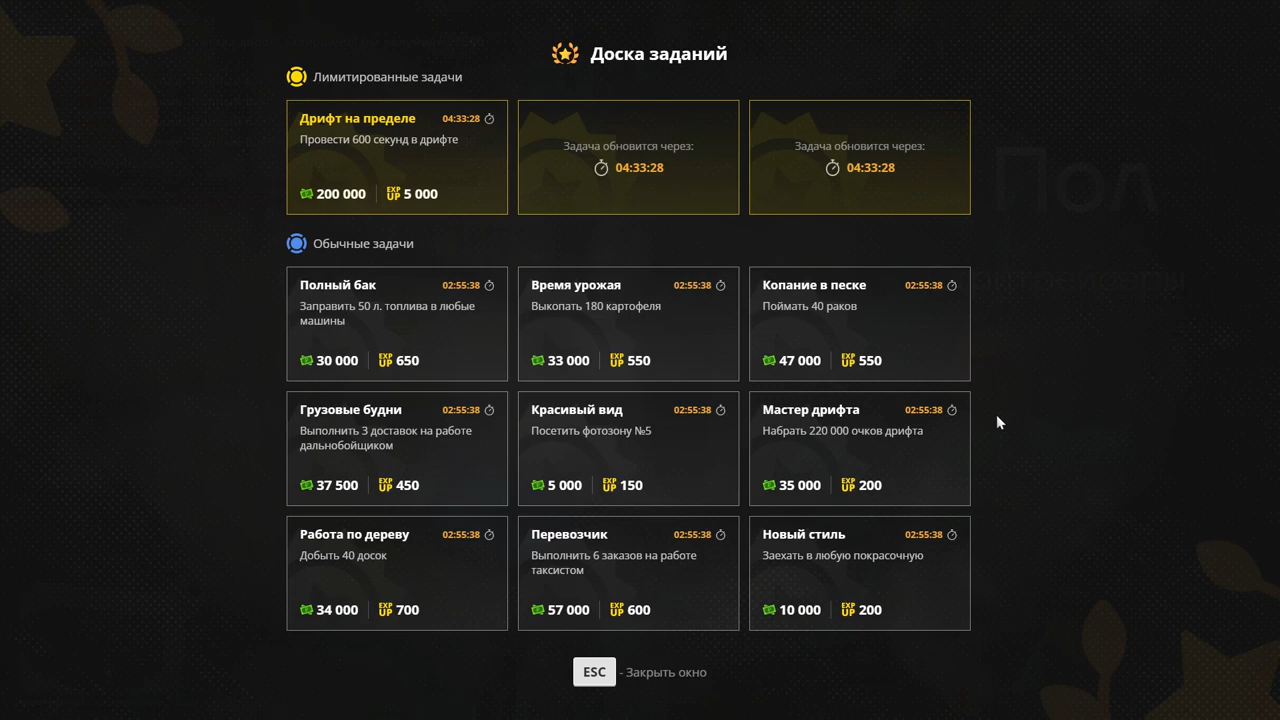 Доска заданий
Лимитированные задачи
Дрифт на пределе 04:33:28
Провести 600 секунд в дрифте
200 000 EXP UP 5 000
Задача обновится через:
04:33:28
Задача обновится через:
04:33:28
Обычные задачи
Полный бак 02:55:38
Заправить 50 л. топлива в любые
машины
30 000 EXP UP 650
Время урожая 02:55:38
Выкопать 180 картофеля
33 000 EXP UP 550
Копание в песке 02:55:38
Поймать 40 раков
47 000 EXP UP 550
Грузовые будни 02:55:38
Выполнить 3 доставок на работе
дальнобойщиком
37 500 EXP UP 450
Красивый вид 02:55:38
Посетить фотозону №5
5 000 EXP UP 150
Мастер дрифта 02:55:38
Набрать 220 000 очков дрифта
35 000 EXP UP 200
Работа по дереву 02:55:38
Добыть 40 досок
34 000 EXP UP 700
Перевозчик 02:55:38
Выполнить 6 заказов на работе
таксистом
57 000 EXP UP 600
Новый стиль 02:55:38
Заехать в любую покрасочную
10 000 EXP UP 200
ESC - Закрыть окно
Пол